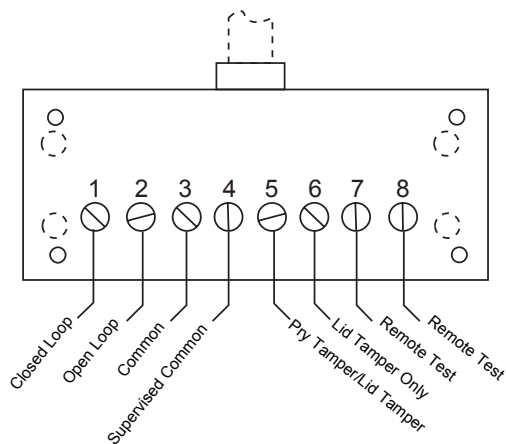 1 2 3 4 5 6 7 8
Closed Loop
Open Loop
Common
Supervised Common
Pry Tamper/Lid Tamper
Lid Tamper Only
Remote Test
Remote Test